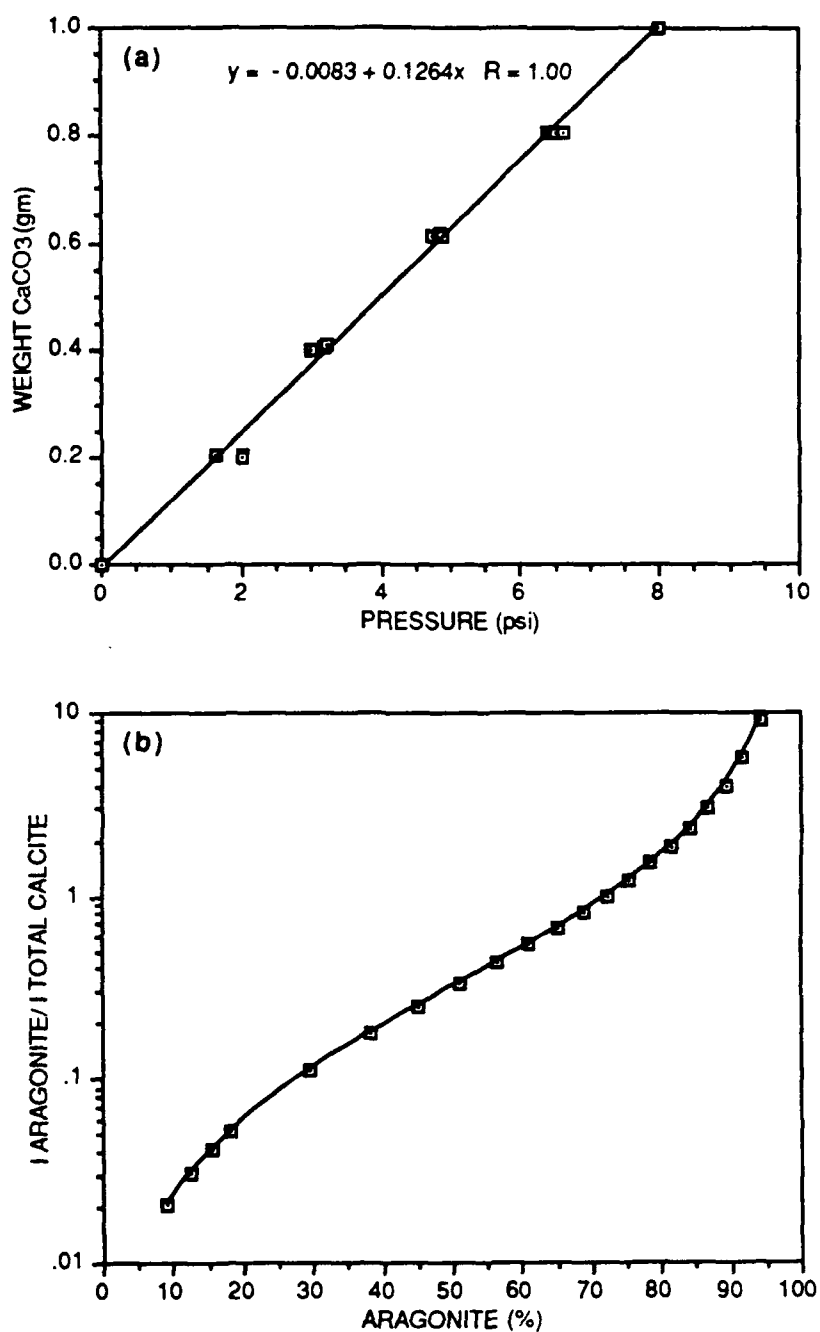 (a)
y = - 0.0083 + 0.1264x R = 1.00
WEIGHT CaCO3 (gm)
1.0
0.8
0.6
0.4
0.2
0.0
0 2 4 6 8 10
PRESSURE (psi)
(b)
I ARAGONITE/ I TOTAL CALCITE
10
1
.1
.01
0 10 20 30 40 50 60 70 80 90 100
ARAGONITE (%)